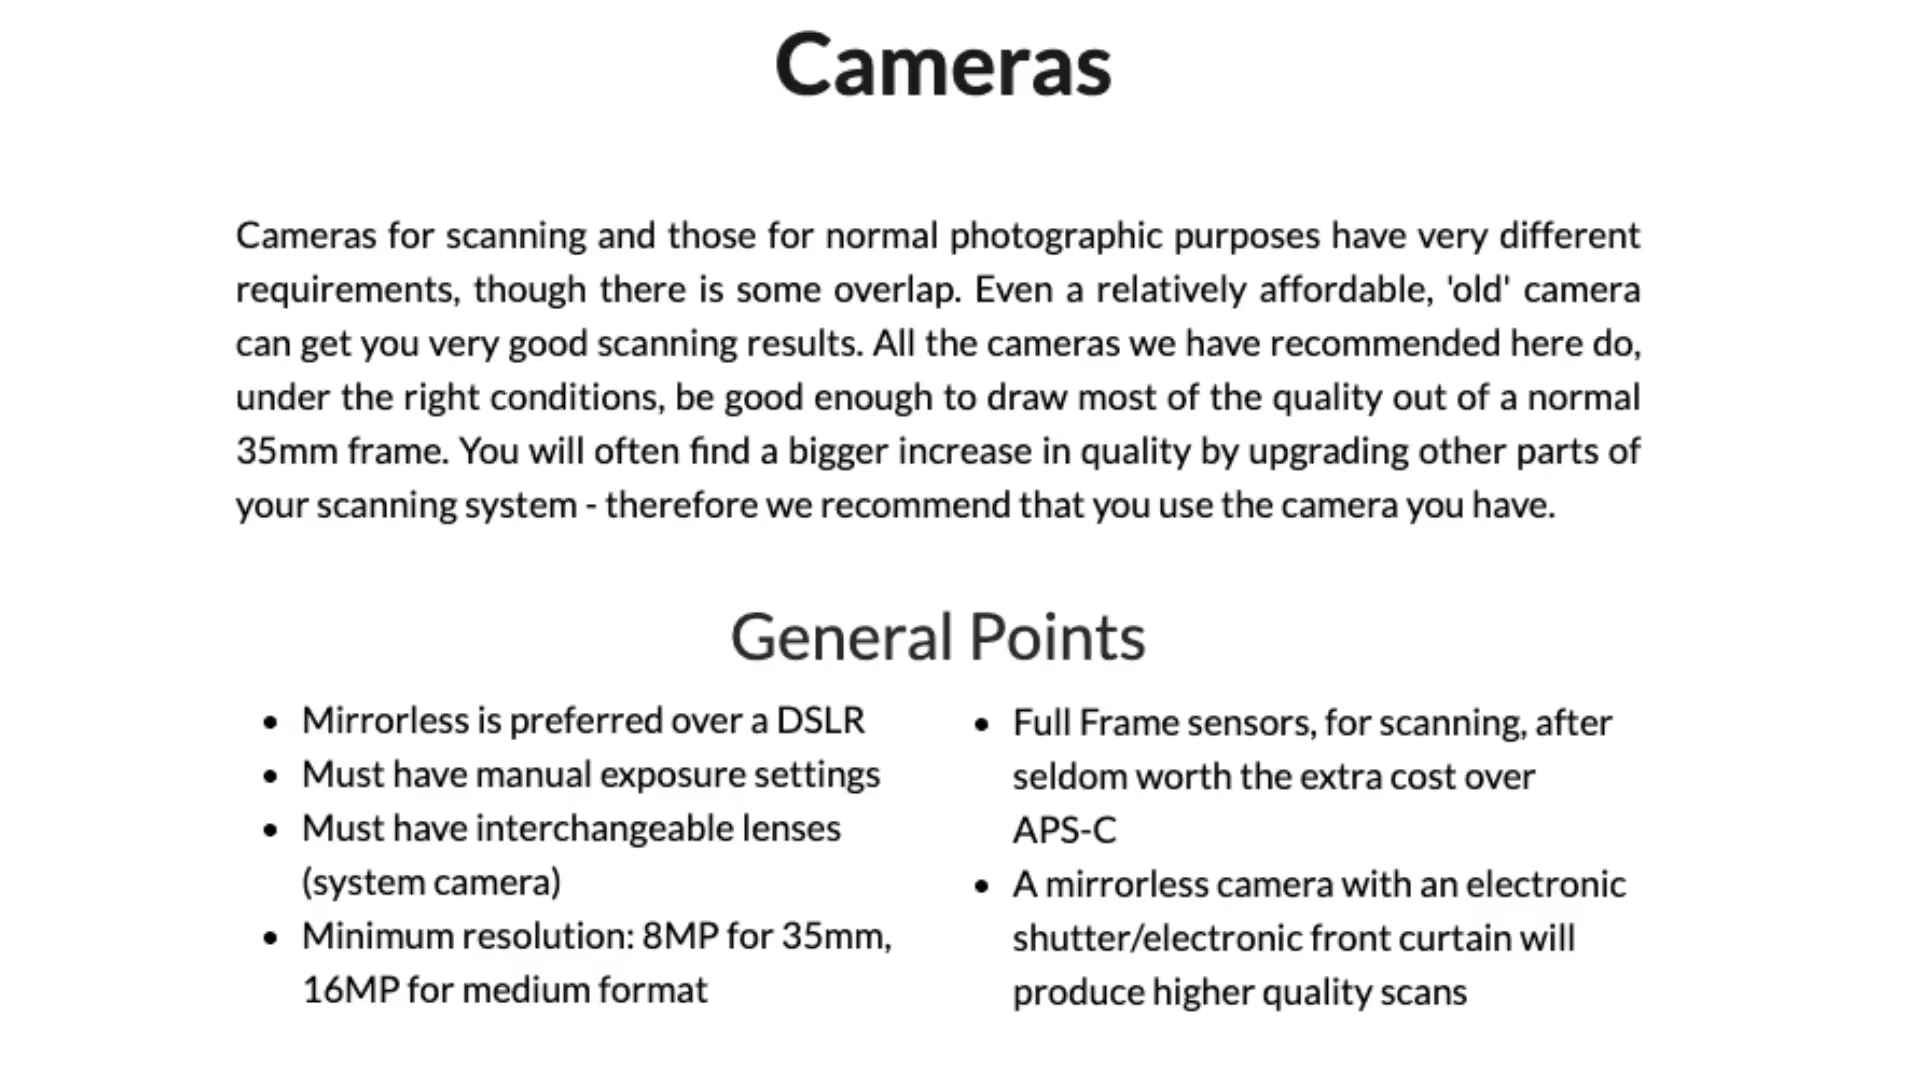 Cameras
Cameras for scanning and those for normal photographic purposes have very different
requirements, though there is some overlap. Even a relatively affordable, 'old' camera
can get you very good scanning results. All the cameras we have recommended here do,
under the right conditions, be good enough to draw most of the quality out of a normal
35mm frame. You will often find a bigger increase in quality by upgrading other parts of
your scanning system - therefore we recommend that you use the camera you have.
General Points
• Mirrorless is preferred over a DSLR
• Must have manual exposure settings
• Must have interchangeable lenses
(system camera)
• Minimum resolution: 8MP for 35mm,
16MP for medium format
• Full Frame sensors, for scanning, after
seldom worth the extra cost over
APS-C
• A mirrorless camera with an electronic
shutter/electronic front curtain will
produce higher quality scans